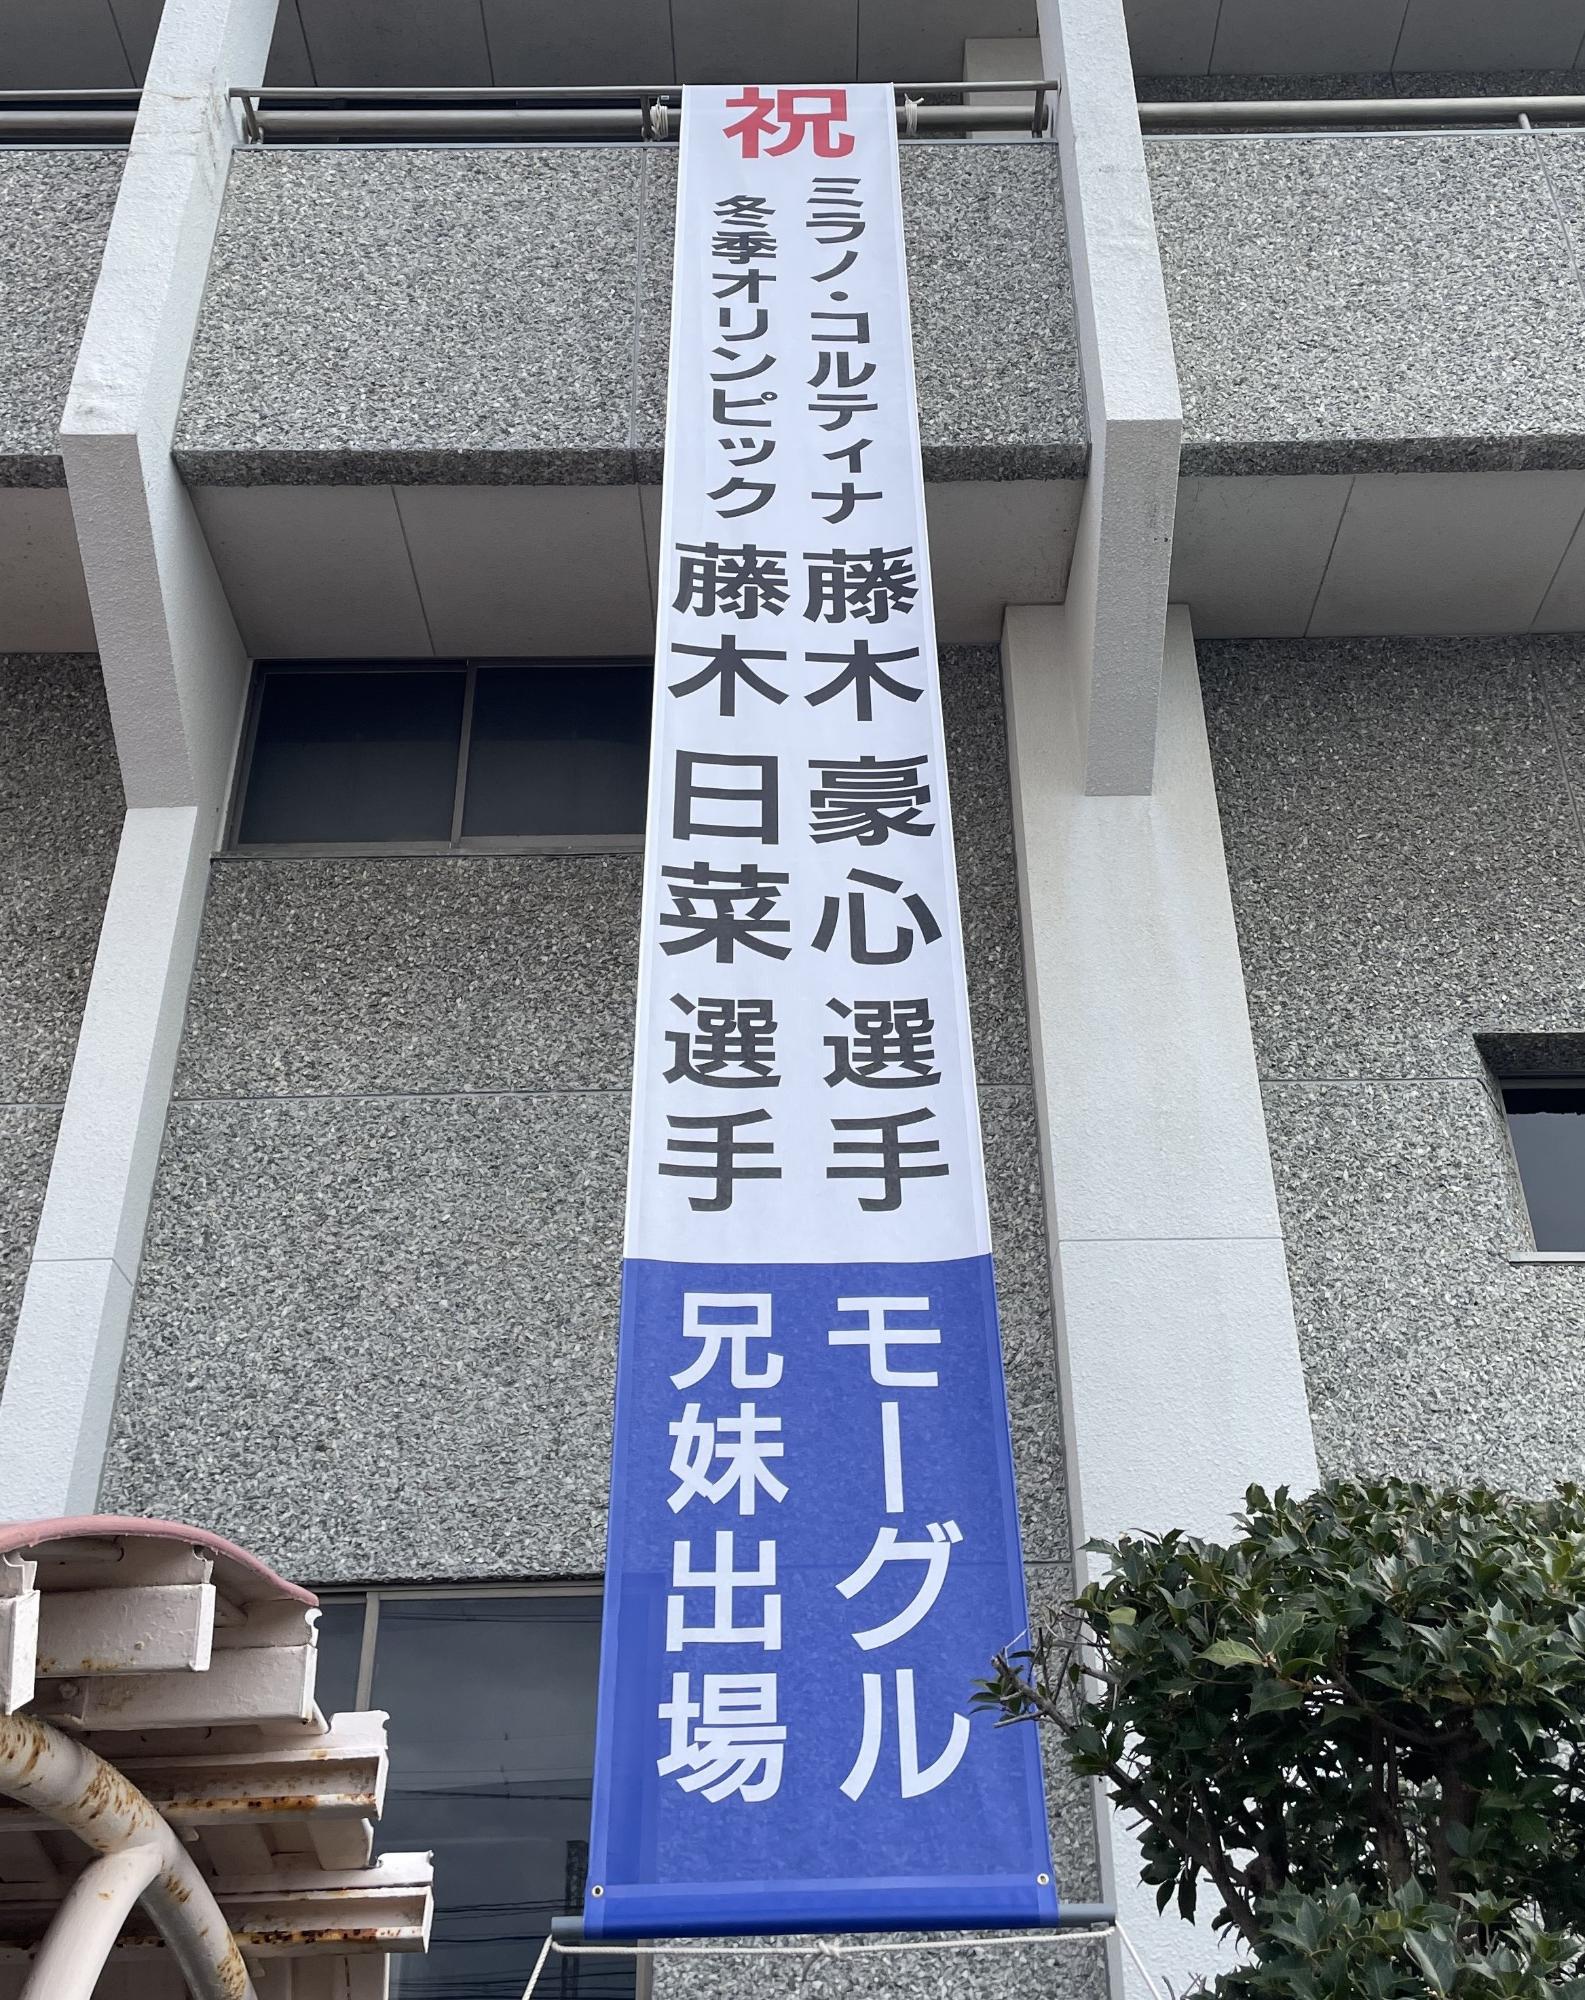 祝
ミラノ・コルティナ
冬季オリンピック
藤木豪心選手
藤木日菜選手
モーグル
兄妹出場